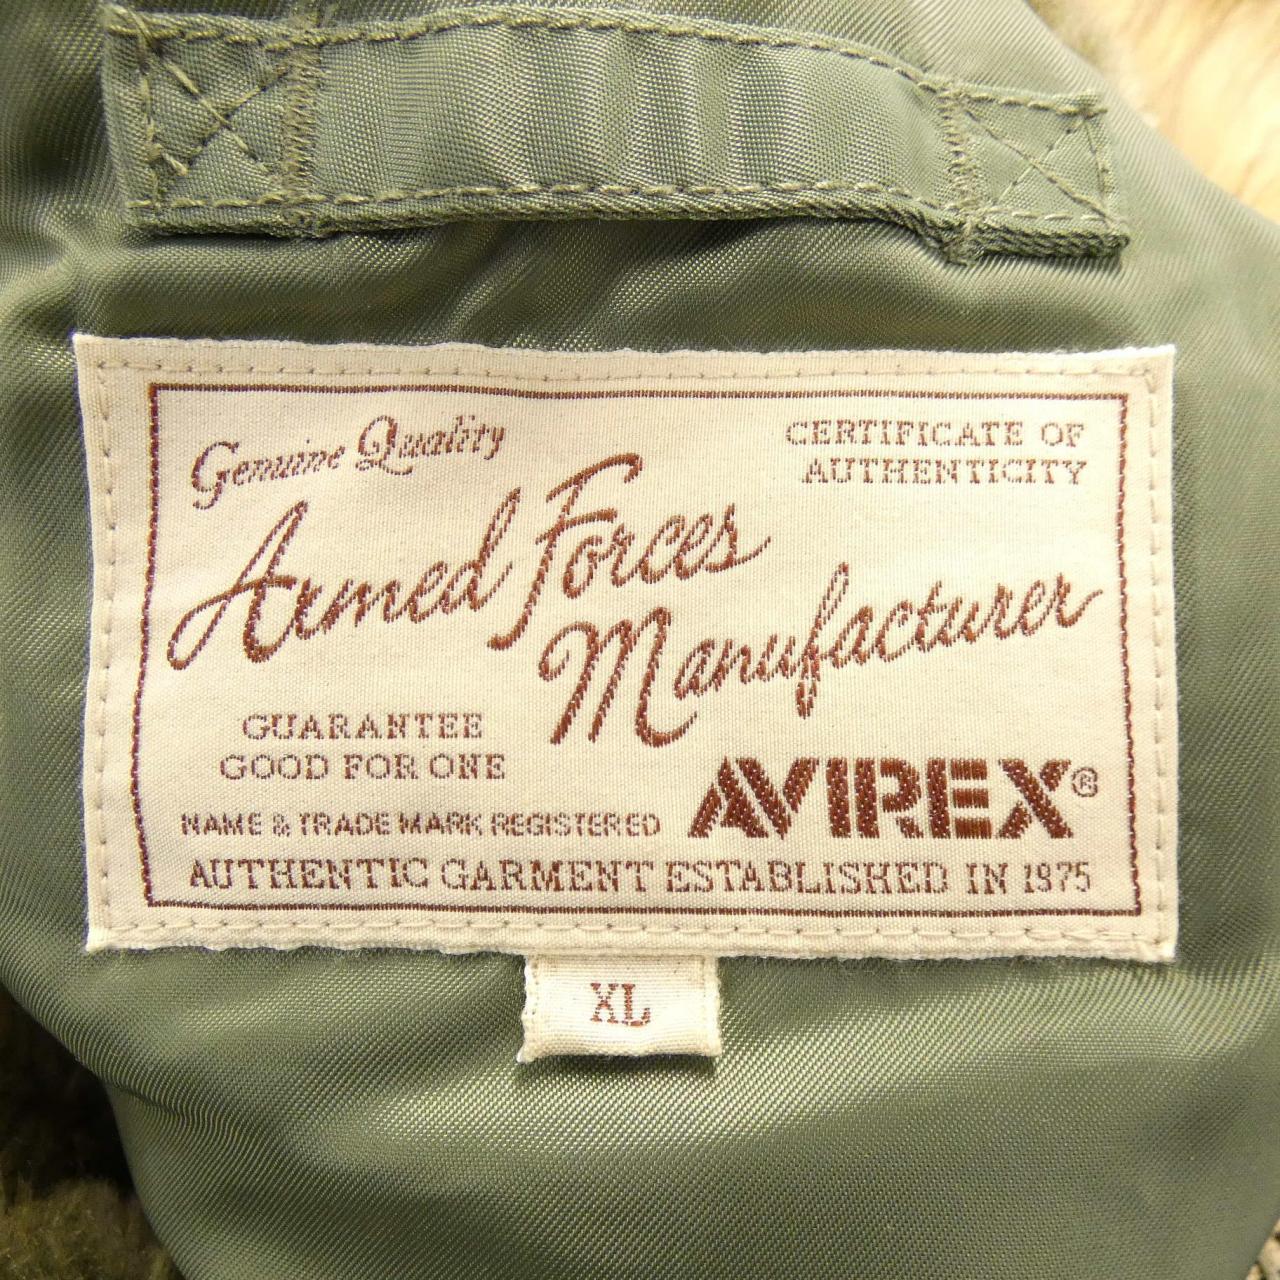 Genuine Quality
CERTIFICATE OF
AUTHENTICITY
Armed Forces
Manufacturer
GUARANTEE
GOOD FOR ONE
AVIREX®
NAME & TRADE MARK REGISTERED
AUTHENTIC GARMENT ESTABLISHED IN 1975
XL